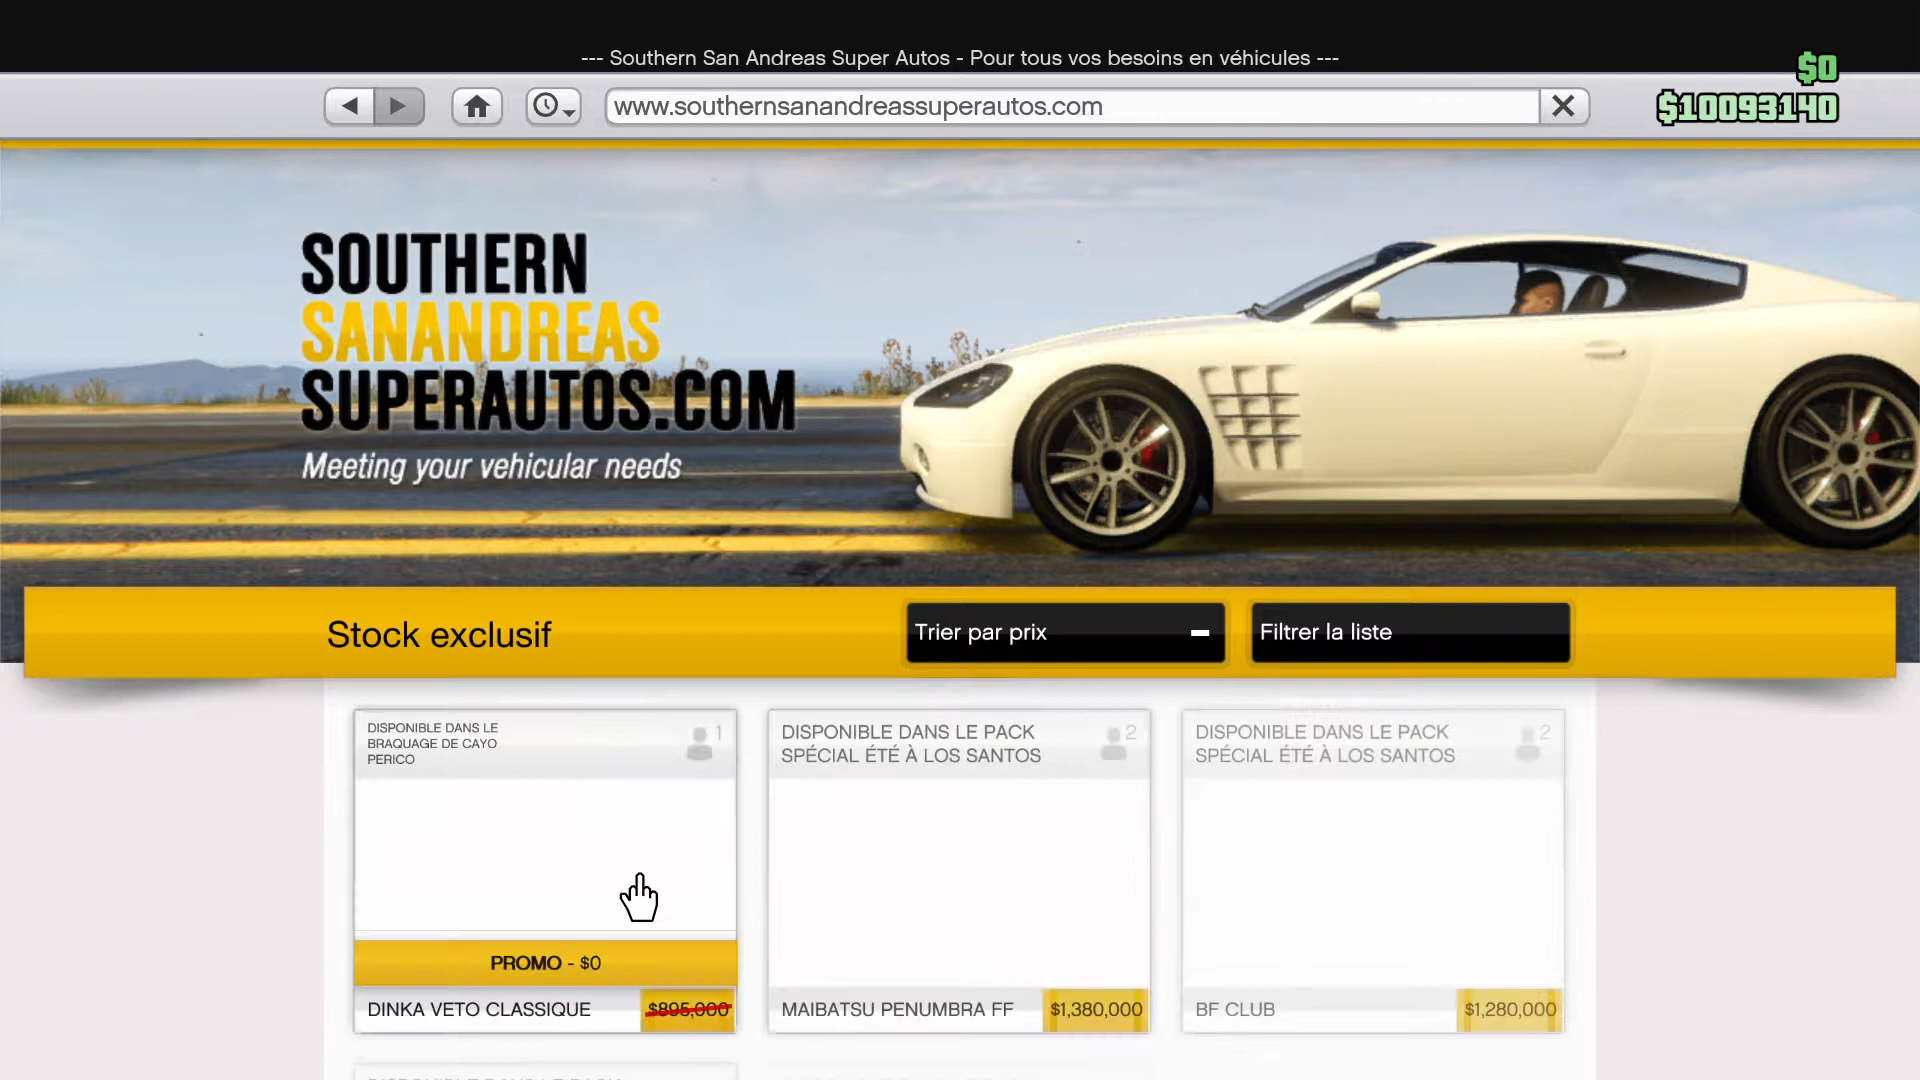 --- Southern San Andreas Super Autos - Pour tous vos besoins en véhicules ---
$0
www.southernsanandreassuperautos.com
$10093140
SOUTHERN
SANANDREAS
SUPERAUTOS.COM
Meeting your vehicular needs
Stock exclusif
Trier par prix
Filtrer la liste
DISPONIBLE DANS LE
BRAQUAGE DE CAYO
PERICO
1
DISPONIBLE DANS LE PACK
SPÉCIAL ÉTÉ À LOS SANTOS
2
DISPONIBLE DANS LE PACK
SPÉCIAL ÉTÉ À LOS SANTOS
2
PROMO - $0
DINKA VETO CLASSIQUE
$895,000
MAIBATSU PENUMBRA FF
$1,380,000
BF CLUB
$1,280,000